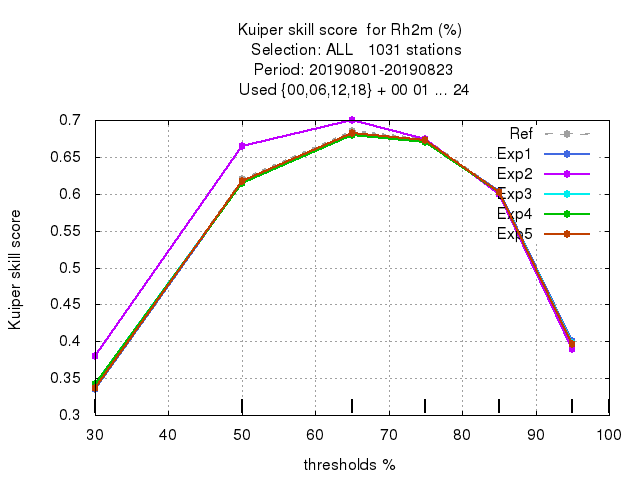 Kuiper skill score  for Rh2m (%)
Selection: ALL   1031 stations
Period: 20190801-20190823
Used {00,06,12,18} + 00 01 ... 24
0.7
0.65
0.6
0.55
0.5
0.45
0.4
0.35
0.3
Kuiper skill score
Ref
Exp1
Exp2
Exp3
Exp4
Exp5
30 40 50 60 70 80 90 100
thresholds %